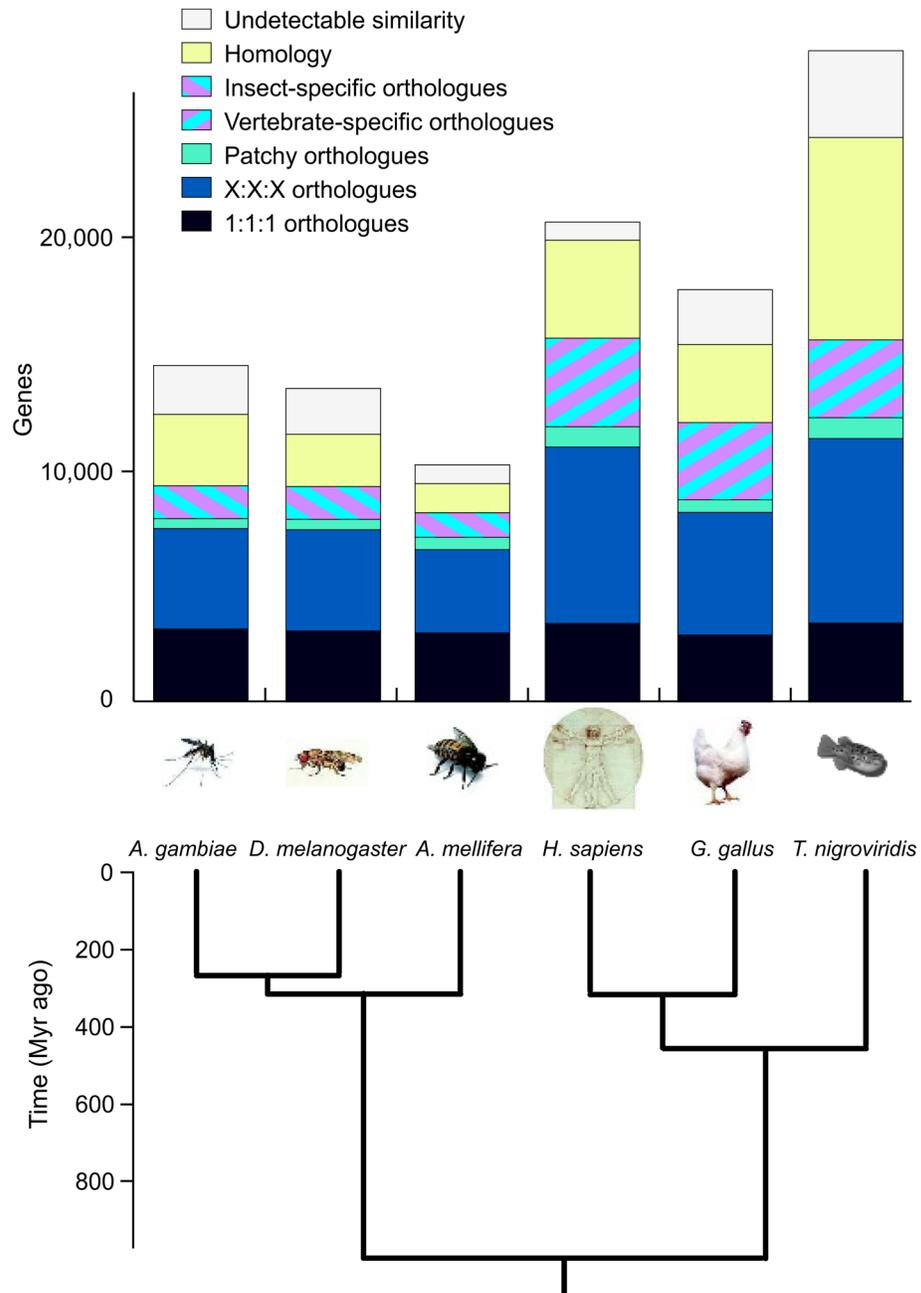 Undetectable similarity
Homology
Insect-specific orthologues
Vertebrate-specific orthologues
Patchy orthologues
X:X:X orthologues
1:1:1 orthologues
Genes
20,000
10,000
0
A. gambiae D. melanogaster A. mellifera H. sapiens G. gallus T. nigroviridis
Time (Myr ago)
0
200
400
600
800